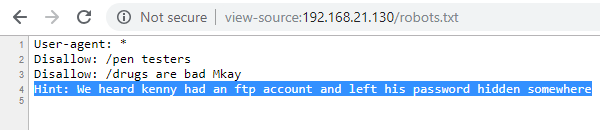 Not secure | view-source:192.168.21.130/robots.txt
1 User-agent: *
2 Disallow: /pen testers
3 Disallow: /drugs are bad Mkay
4 Hint: We heard kenny had an ftp account and left his password hidden somewhere
5